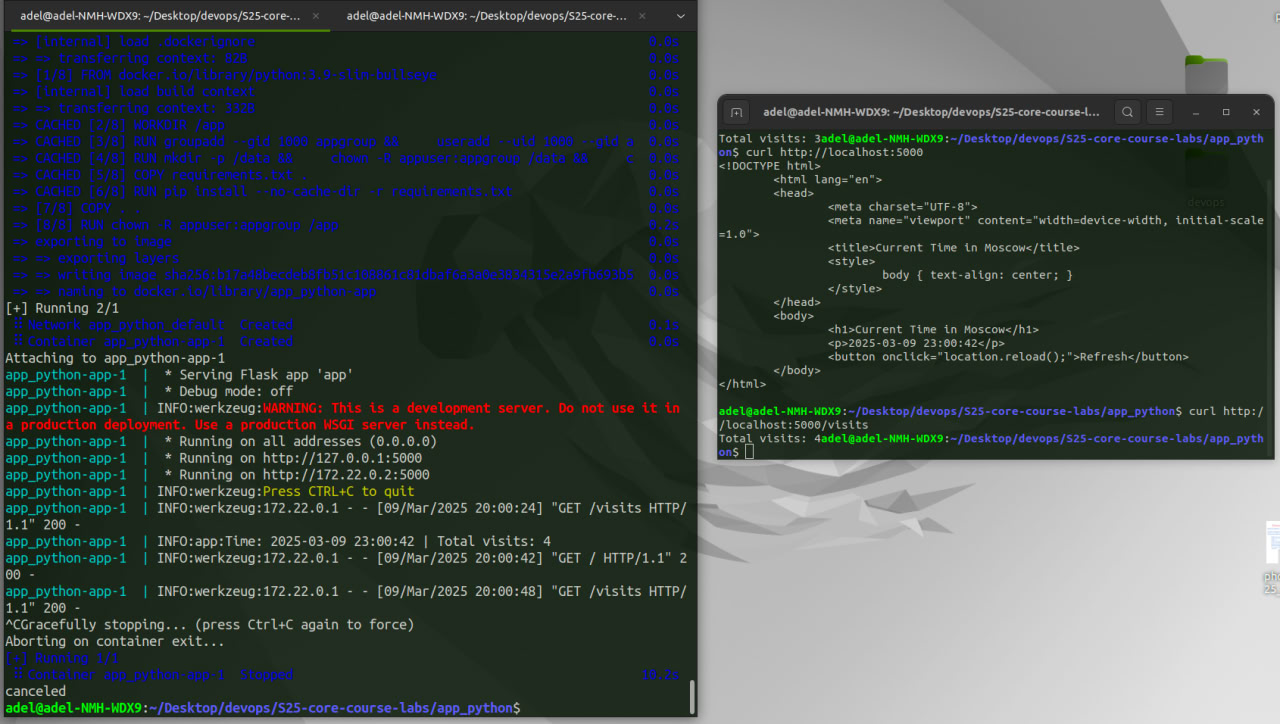 adel@adel-NMH-WDX9: ~/Desktop/devops/S25-core-...
adel@adel-NMH-WDX9: ~/Desktop/devops/S25-core-...
=> [internal] load .dockerignore 0.0s
=> => transferring context: 82B 0.0s
=> [1/8] FROM docker.io/library/python:3.9-slim-bullseye 0.0s
=> [internal] load build context 0.0s
=> => transferring context: 332B 0.0s
=> CACHED [2/8] WORKDIR /app 0.0s
=> CACHED [3/8] RUN groupadd --gid 1000 appgroup && useradd --uid 1000 --gid a 0.0s
=> CACHED [4/8] RUN mkdir -p /data && chown -R appuser:appgroup /data && c 0.0s
=> CACHED [5/8] COPY requirements.txt . 0.0s
=> CACHED [6/8] RUN pip install --no-cache-dir -r requirements.txt 0.0s
=> [7/8] COPY . . 0.0s
=> [8/8] RUN chown -R appuser:appgroup /app 0.2s
=> exporting to image 0.0s
=> => exporting layers 0.0s
=> => writing image 0.0s
=> => naming to docker.io/library/app_python-app 0.0s
[+] Running 2/1
⠿ Network app_python_default Created 0.1s
⠿ Container app_python-app-1 Created 0.0s
Attaching to app_python-app-1
app_python-app-1 | * Serving Flask app 'app'
app_python-app-1 | * Debug mode: off
app_python-app-1 | INFO:werkzeug:WARNING: This is a development server. Do not use it in
a production deployment. Use a production WSGI server instead.
app_python-app-1 | * Running on all addresses (0.0.0.0)
app_python-app-1 | * Running on http://127.0.0.1:5000
app_python-app-1 | * Running on http://172.22.0.2:5000
app_python-app-1 | INFO:werkzeug:Press CTRL+C to quit
app_python-app-1 | INFO:werkzeug:172.22.0.1 - - [09/Mar/2025 20:00:24] "GET /visits HTTP/
1.1" 200 -
app_python-app-1 | INFO:app:Time: 2025-03-09 23:00:42 | Total visits: 4
app_python-app-1 | INFO:werkzeug:172.22.0.1 - - [09/Mar/2025 20:00:42] "GET / HTTP/1.1" 2
00 -
app_python-app-1 | INFO:werkzeug:172.22.0.1 - - [09/Mar/2025 20:00:48] "GET /visits HTTP/
1.1" 200 -
^CGracefully stopping... (press Ctrl+C again to force)
Aborting on container exit...
[+] Running 1/1
⠿ Container app_python-app-1 Stopped 10.2s
canceled
adel@adel-NMH-WDX9:~/Desktop/devops/S25-core-course-labs/app_python$
adel@adel-NMH-WDX9: ~/Desktop/devops/S25-core-course-l...
Total visits: 3adel@adel-NMH-WDX9:~/Desktop/devops/S25-core-course-labs/app_pyth
on$ curl http://localhost:5000
<!DOCTYPE html>
<html lang="en">
<head>
<meta charset="UTF-8">
<meta name="viewport" content="width=device-width, initial-scale
=1.0">
<title>Current Time in Moscow</title>
<style>
body { text-align: center; }
</style>
</head>
<body>
<h1>Current Time in Moscow</h1>
<p>2025-03-09 23:00:42</p>
<button onclick="location.reload();">Refresh</button>
</body>
</html>
adel@adel-NMH-WDX9:~/Desktop/devops/S25-core-course-labs/app_python$ curl http:/
/localhost:5000/visits
Total visits: 4adel@adel-NMH-WDX9:~/Desktop/devops/S25-core-course-labs/app_pyth
on$
devops